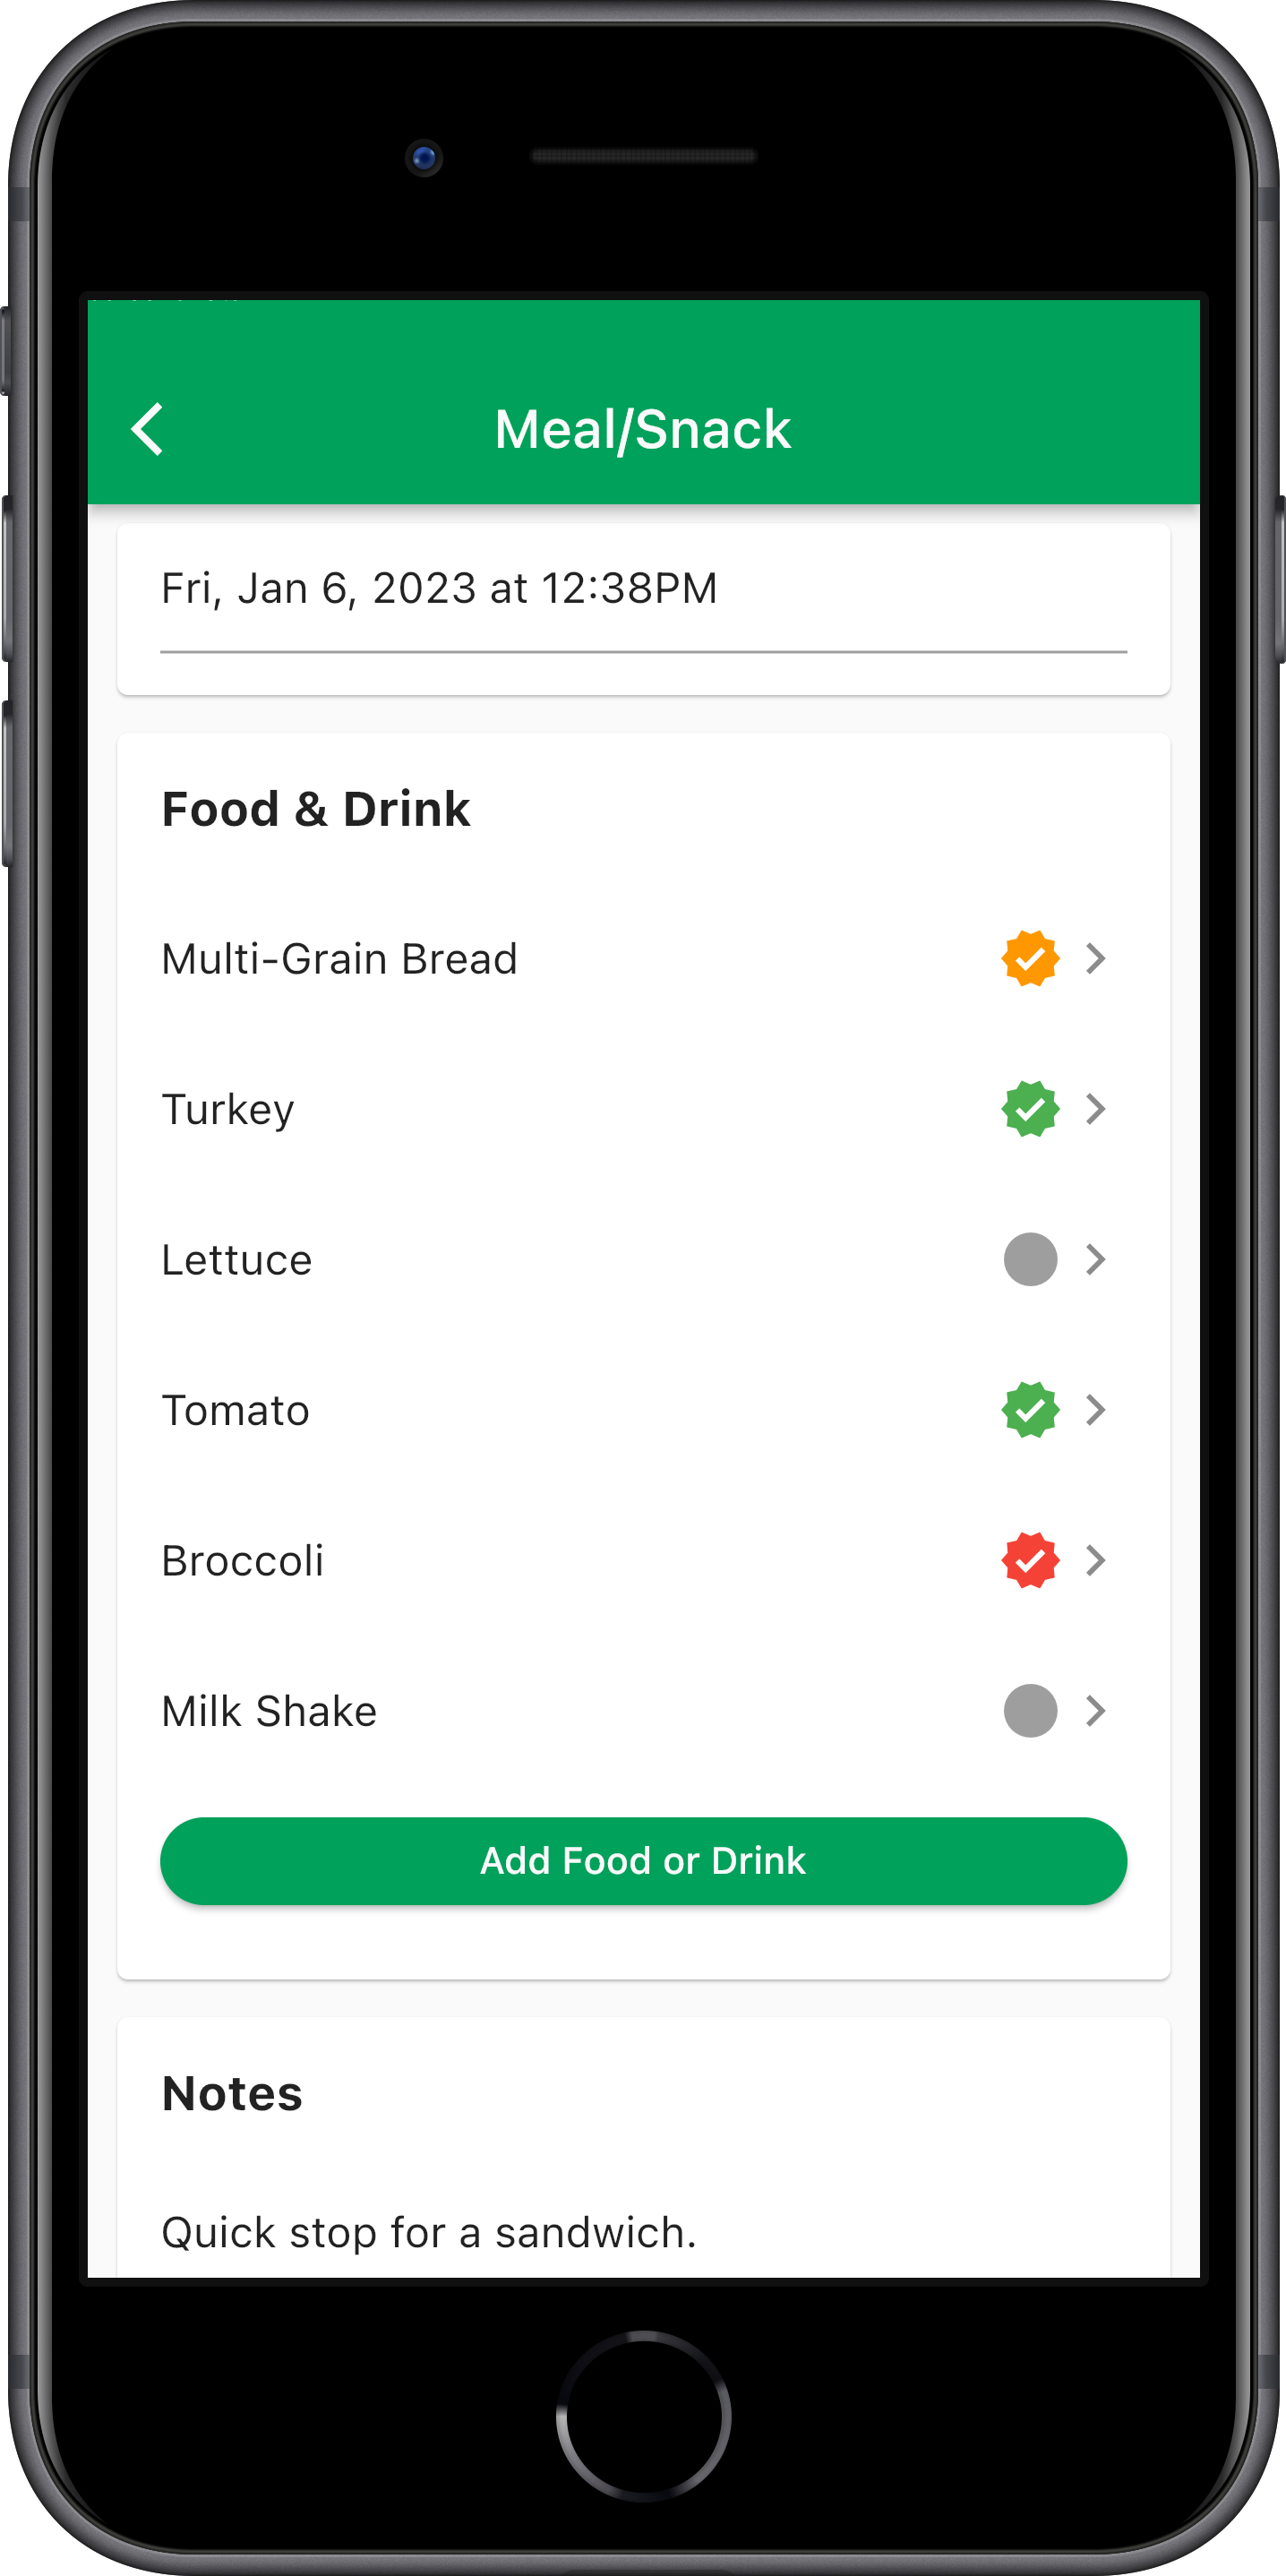 Meal/Snack
Fri, Jan 6, 2023 at 12:38PM
Food & Drink
Multi-Grain Bread
Turkey
Lettuce
Tomato
Broccoli
Milk Shake
Add Food or Drink
Notes
Quick stop for a sandwich.